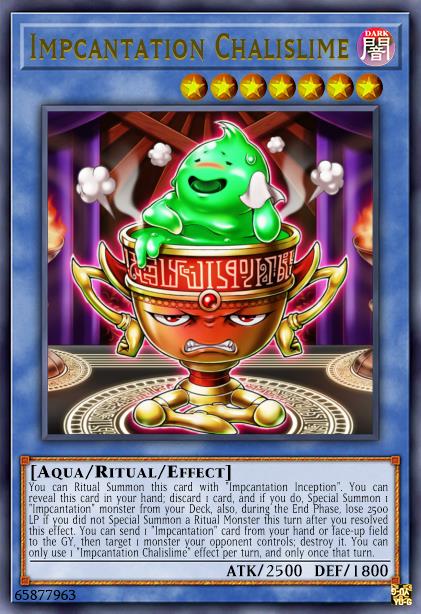 Impcantation Chalislime
DARK
闇
[Aqua/Ritual/Effect]
You can Ritual Summon this card with "Impcantation Inception". You can
reveal this card in your hand; discard 1 card, and if you do, Special Summon 1
"Impcantation" monster from your Deck, also, during the End Phase, lose 2500
LP if you did not Special Summon a Ritual Monster this turn after you resolved
this effect. You can send 1 "Impcantation" card from your hand or face-up field
to the GY, then target 1 monster your opponent controls; destroy it. You can
only use 1 "Impcantation Chalislime" effect per turn, and only once that turn.
ATK/2500 DEF/1800
65877963